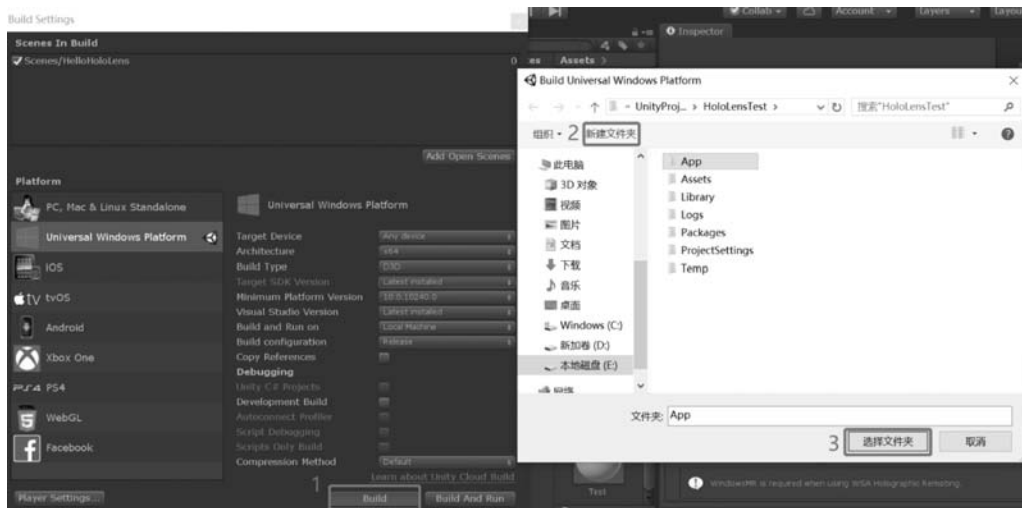 Build Settings
Scenes In Build
Scenes/HelloHoloLens
0
Add Open Scenes
Platform
PC, Mac & Linux Standalone
Universal Windows Platform
iOS
tvOS
Android
Xbox One
PS4
WebGL
Facebook
Player Settings...
Universal Windows Platform
Target Device
Any device
Architecture
x64
Build Type
D3D
Target SDK Version
Latest installed
Minimum Platform Version
10.0.10240.0
Visual Studio Version
Latest installed
Build and Run on
Local Machine
Build configuration
Release
Copy References
Debugging
Unity C# Projects
Development Build
Autoconnect Profiler
Script Debugging
Scripts Only Build
Compression Method
Default
Learn about Unity Cloud Build
1
Build
Build And Run
Collab
Account
Layers
Layou
Inspector
Assets
Build Universal Windows Platform
UnityProj... > HoloLensTest >
搜索"HoloLensTest"
组织
2
新建文件夹
此电脑
3D 对象
视频
图片
文档
下载
音乐
桌面
Windows (C:)
新加卷 (D:)
本地磁盘 (E:)
网络
App
Assets
Library
Logs
Packages
ProjectSettings
Temp
文件夹: App
3
选择文件夹
取消
Test
WindowsMR is required when using WSA Holographic Remoting.